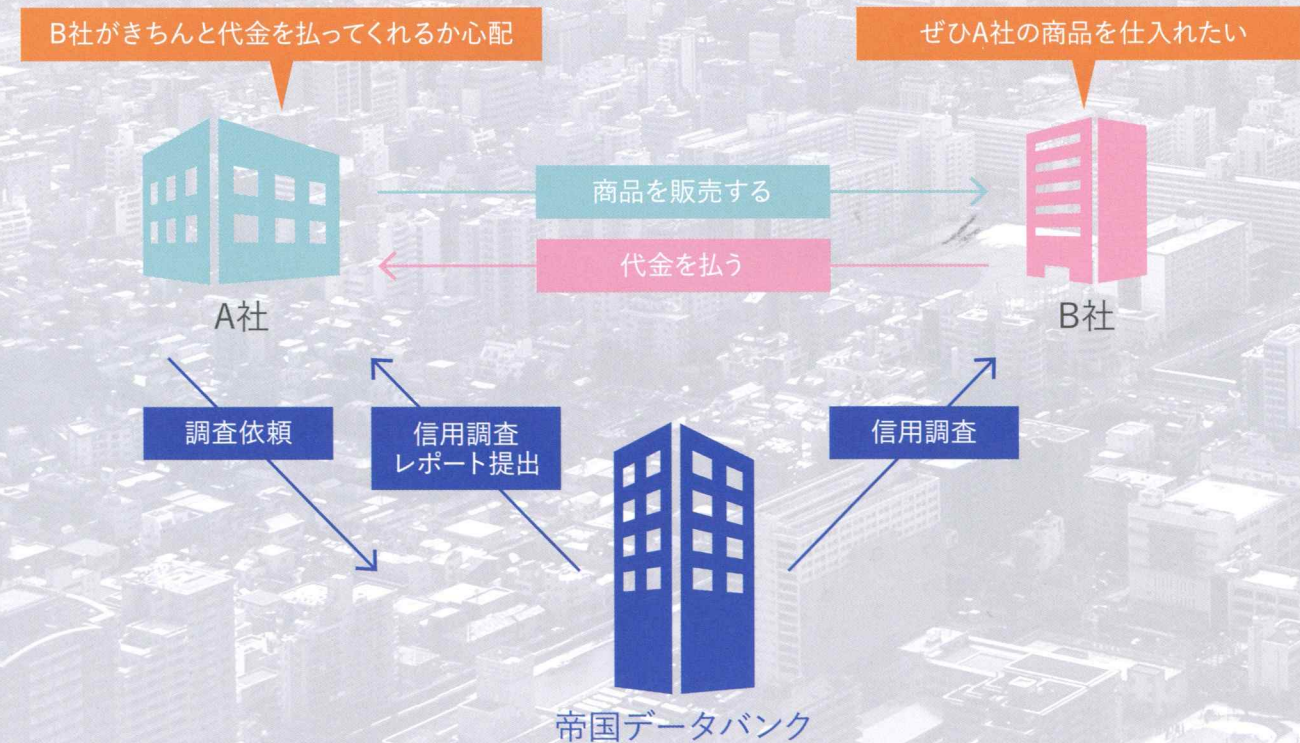 B社がきちんと代金を払ってくれるか心配
ぜひA社の商品を仕入れたい
商品を販売する
代金を払う
A社
B社
調査依頼
信用調査
レポート提出
信用調査
帝国データバンク